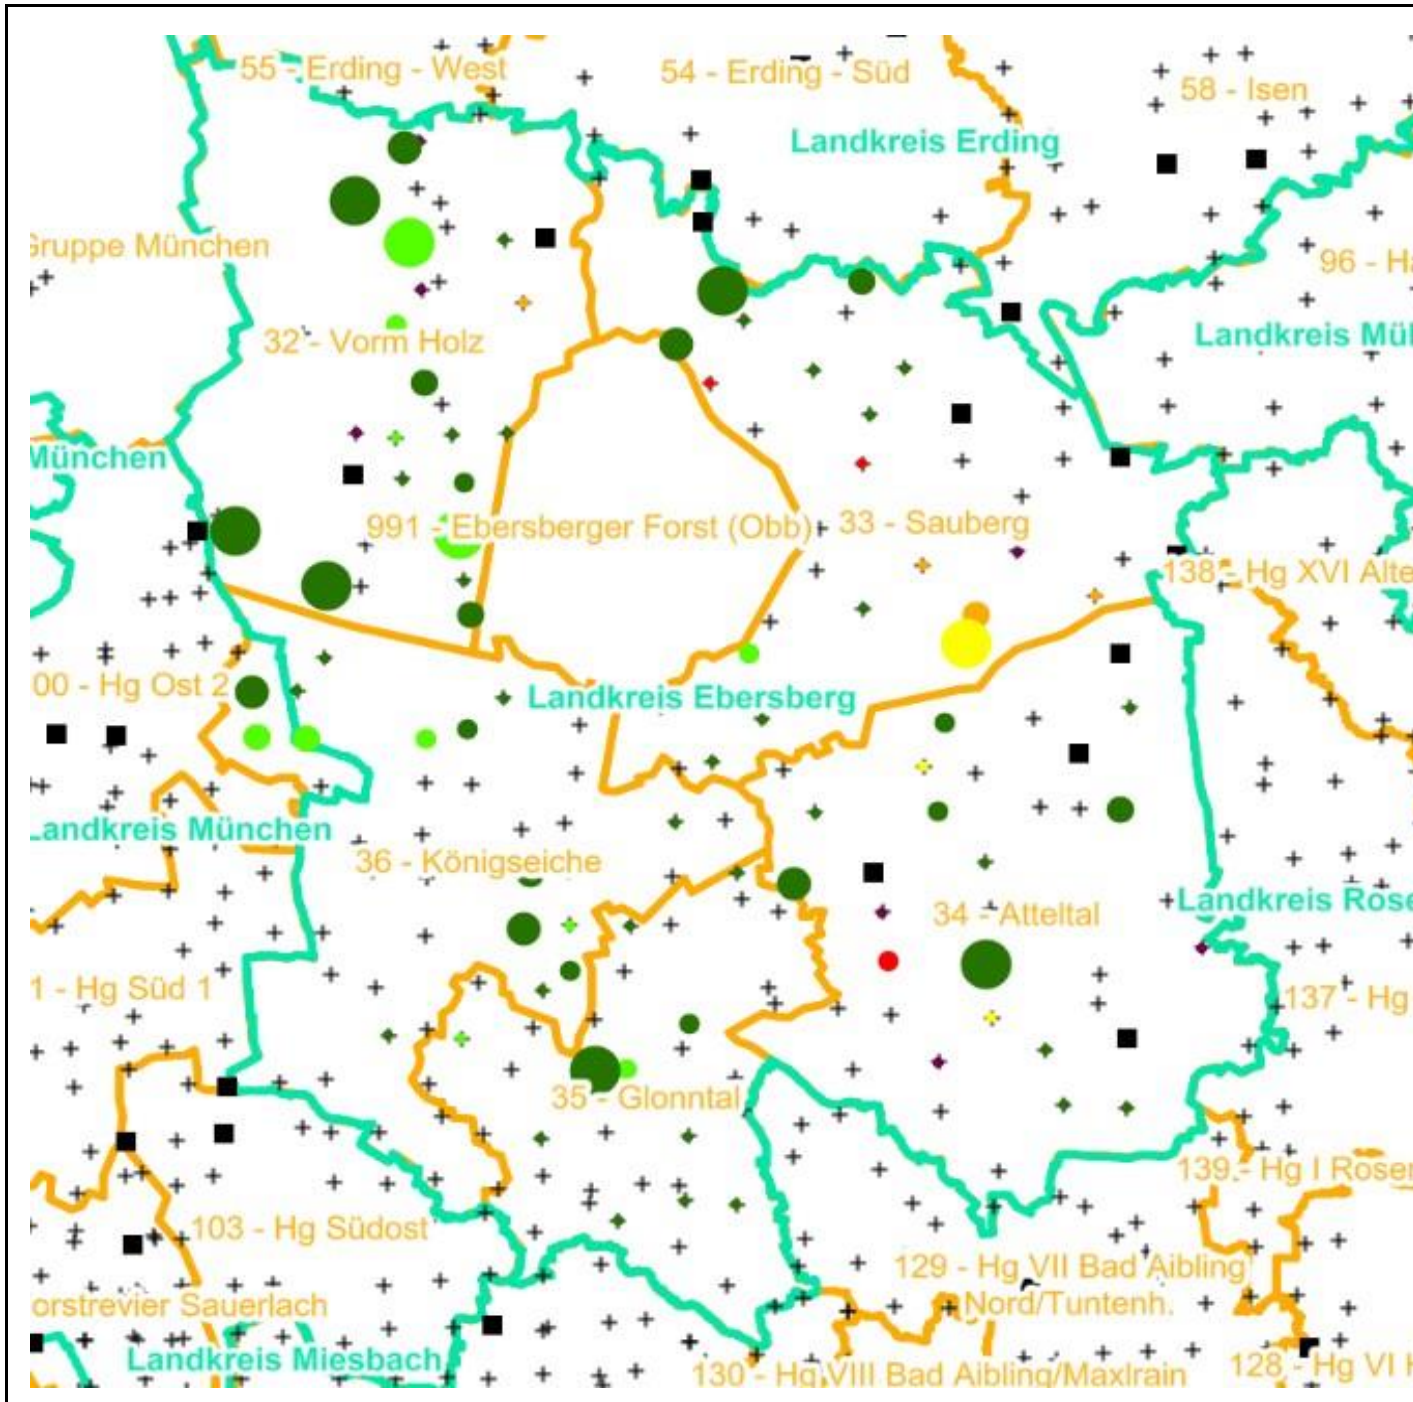 55 - Erding - West
54 - Erding - Süd
58 - Isen
Landkreis Erding
Gruppe München
96 - Ha
32 - Vorm Holz
Landkreis Mül
München
991 - Ebersberger Forst (Obb)
33 - Sauberg
138 - Hg XVI Alte
00 - Hg Ost 2
Landkreis Ebersberg
Landkreis München
36 - Königseiche
34 - Atteltal
Landkreis Rose
1 - Hg Süd 1
137 - Hg
35 - Glonntal
139 - Hg I Rosen
103 - Hg Südost
129 - Hg VII Bad Aibling
Nord/Tuntenh.
orstrevier Sauerlach
Landkreis Miesbach
130 - Hg VIII Bad Aibling/Maxlrain
128 - Hg VI H